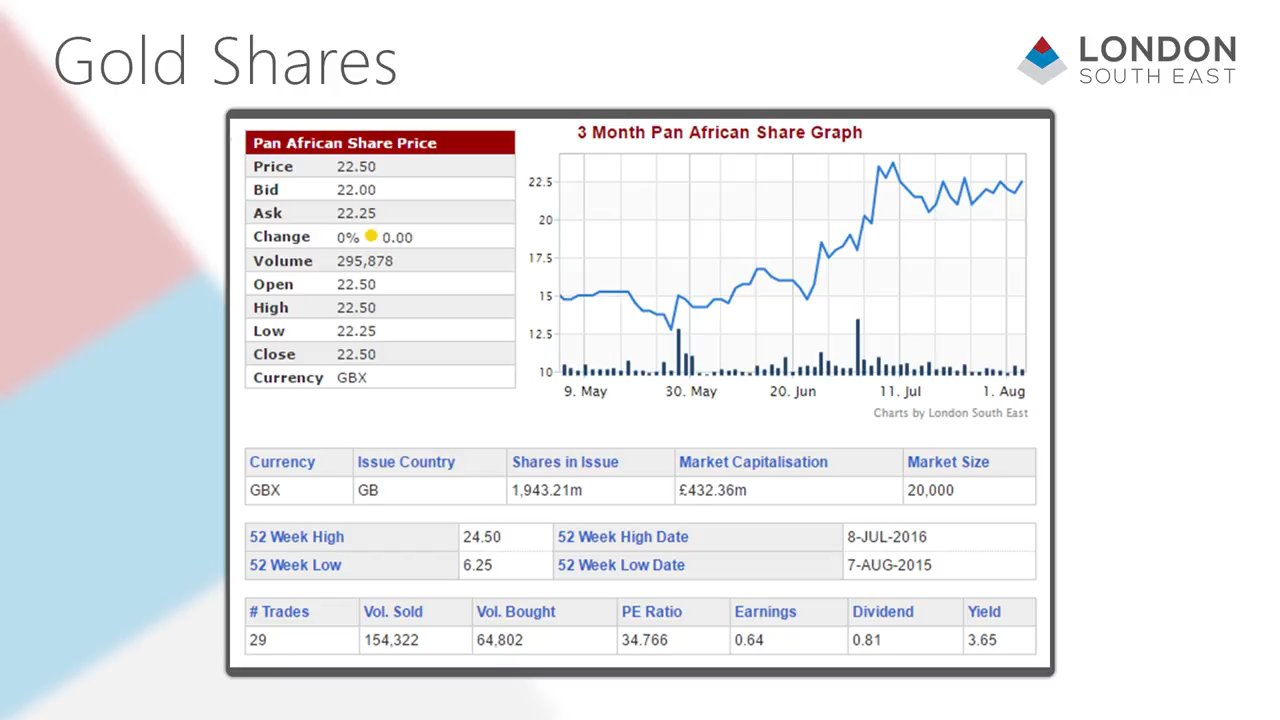 Gold Shares
LONDON
SOUTH EAST
Pan African Share Price
Price 22.50
Bid 22.00
Ask 22.25
Change 0% 0.00
Volume 295,878
Open 22.50
High 22.50
Low 22.25
Close 22.50
Currency GBX
3 Month Pan African Share Graph
22.5
20
17.5
15
12.5
10
9. May 30. May 20. Jun 11. Jul 1. Aug
Charts by London South East
Currency Issue Country Shares in Issue Market Capitalisation Market Size
GBX GB 1,943.21m £432.36m 20,000
52 Week High 24.50 52 Week High Date 8-JUL-2016
52 Week Low 6.25 52 Week Low Date 7-AUG-2015
# Trades Vol. Sold Vol. Bought PE Ratio Earnings Dividend Yield
29 154,322 64,802 34.766 0.64 0.81 3.65